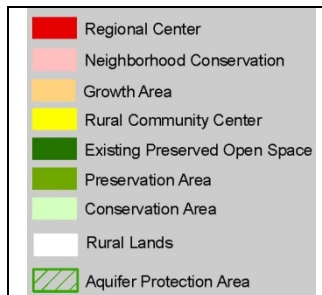 Regional Center
Neighborhood Conservation
Growth Area
Rural Community Center
Existing Preserved Open Space
Preservation Area
Conservation Area
Rural Lands
Aquifer Protection Area